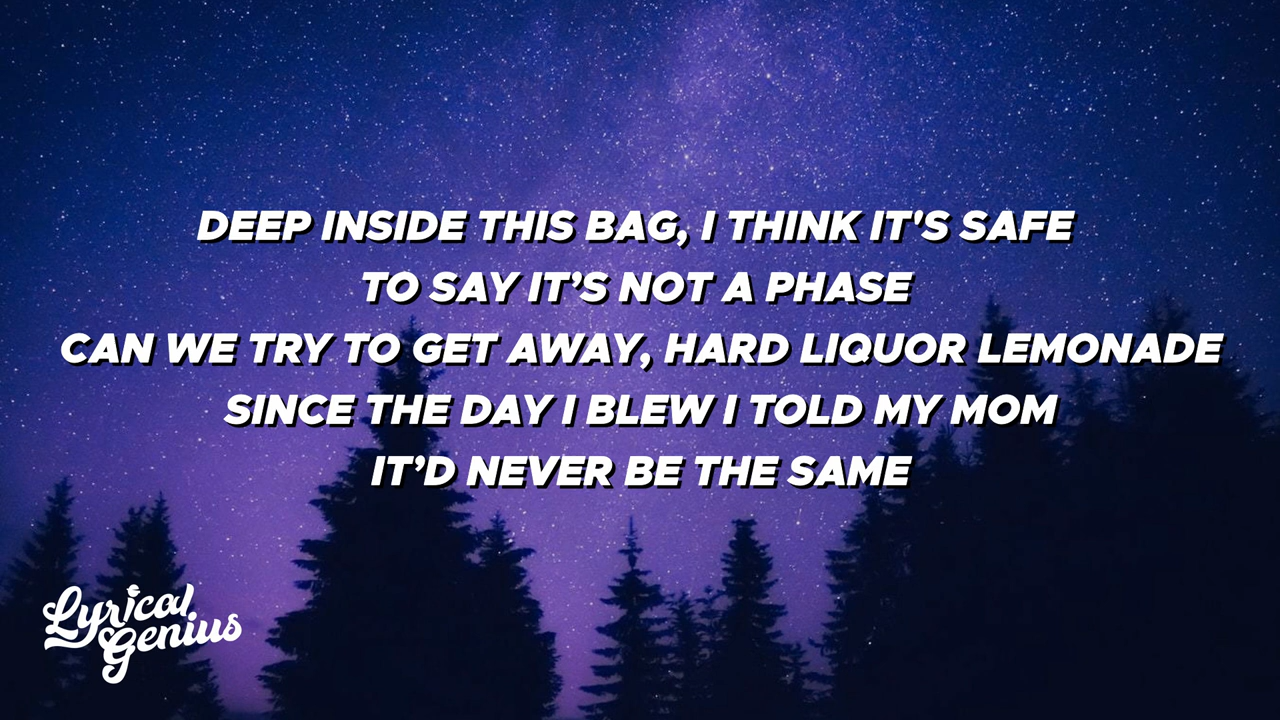 DEEP INSIDE THIS BAG, I THINK IT'S SAFE
TO SAY IT’S NOT A PHASE
CAN WE TRY TO GET AWAY, HARD LIQUOR LEMONADE
SINCE THE DAY I BLEW I TOLD MY MOM
IT’D NEVER BE THE SAME
Lyrical
Genius